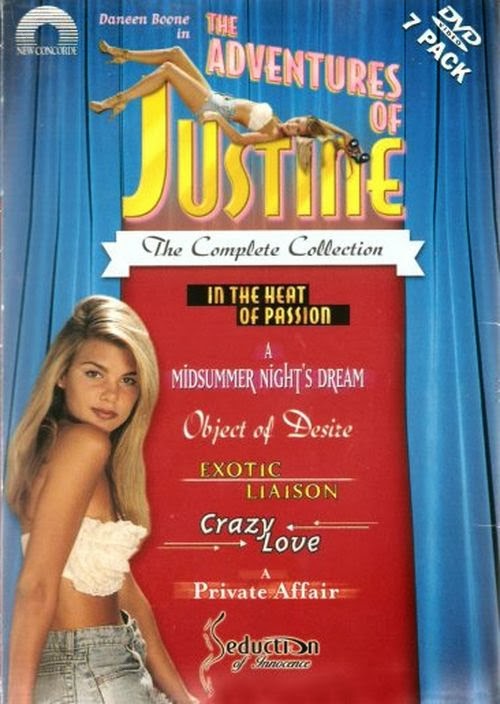 NEW CONCORDE
Daneen Boone
in
THE
ADVENTURES
OF
JUSTINE
DVD
VIDEO
7 PACK
The Complete Collection
IN THE HEAT
OF PASSION
A
MIDSUMMER NIGHT'S DREAM
Object of Desire
EXOTIC
LIAISON
Crazy
Love
A
Private Affair
Seduction
of Innocence